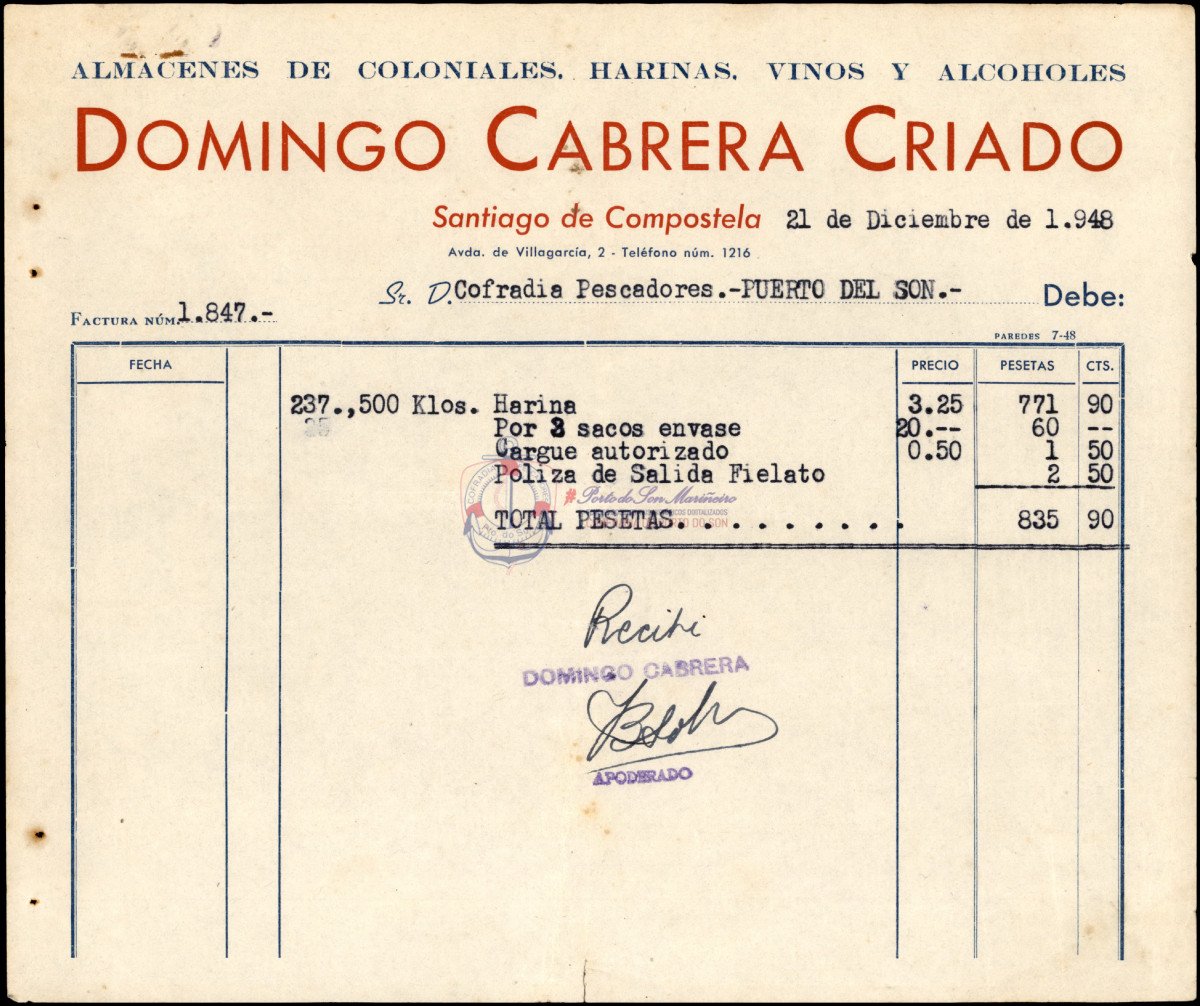 ALMACENES DE COLONIALES, HARINAS, VINOS Y ALCOHOLES
DOMINGO CABRERA CRIADO
Santiago de Compostela 21 de Diciembre de 1.948
Avda. de Villagarcía, 2 - Teléfono núm. 1216
Sr. D. Cofradia Pescadores.-PUERTO DEL SON.- Debe:
FACTURA NÚM. 1.847.-
PAREDES 7-48
FECHA PRECIO PESETAS CTS.
237.,500 Klos. Harina 3.25 771 90
Por 3 sacos envase 20.-- 60 --
Cargue autorizado 0.50 1 50
Poliza de Salida Fielato 2 50
#Porto do Son Mariñeiro
TOTAL PESETAS.......... 835 90
Recibi
DOMINGO CABRERA
APODERADO